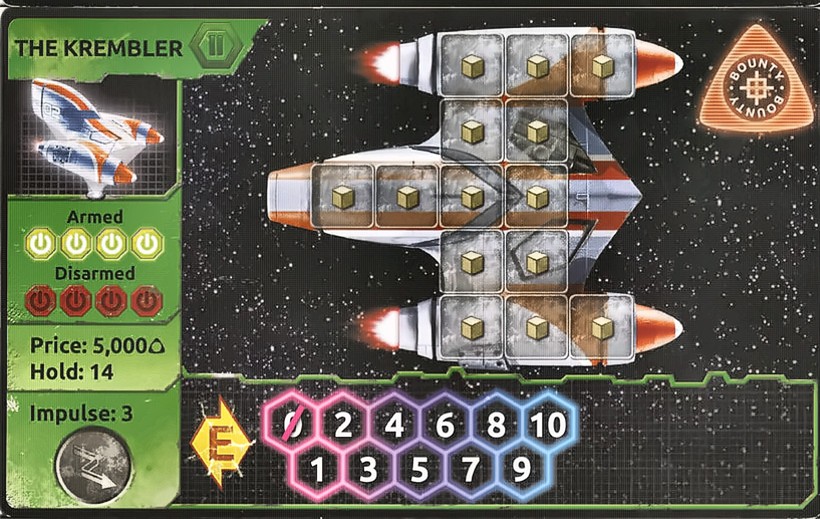 THE KREMBLER II
BOUNTY
BOUNTY
Armed
Disarmed
Price: 5,000
Hold: 14
Impulse: 3
E
0 2 4 6 8 10
1 3 5 7 9